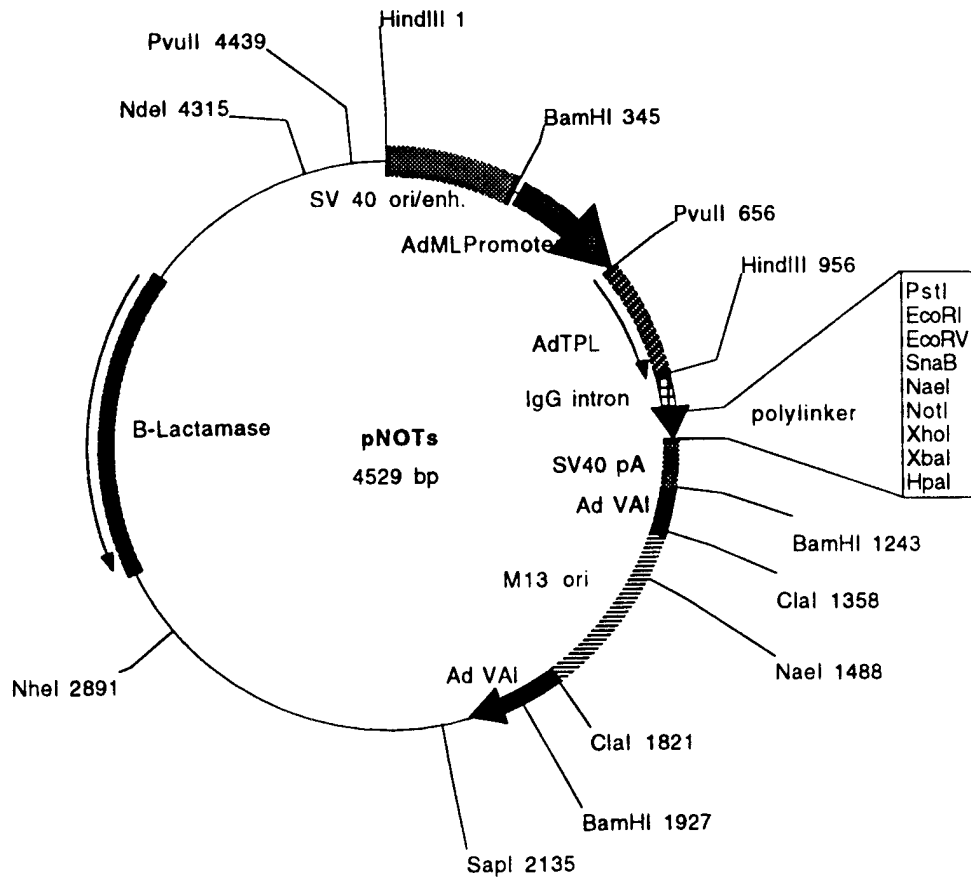 HindIII 1
PvuII 4439
NdeI 4315
BamHI 345
SV 40 ori/enh.
AdMLPromote
PvuII 656
HindIII 956
AdTPL
IgG intron
polylinker
PstI
EcoRI
EcoRV
SnaB
NaeI
NotI
XhoI
XbaI
HpaI
B-Lactamase
pNOTs
4529 bp
SV40 pA
Ad VAI
BamHI 1243
M13 ori
ClaI 1358
NaeI 1488
NheI 2891
Ad VAI
ClaI 1821
BamHI 1927
SapI 2135